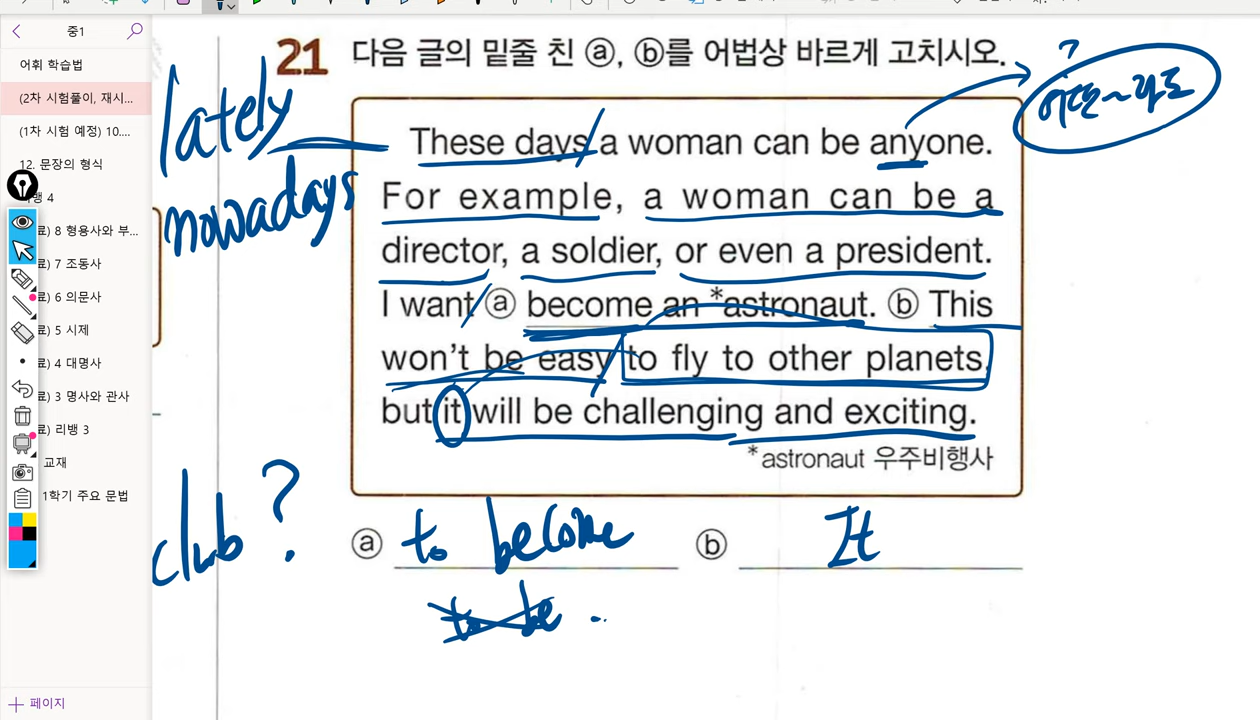 중1
어휘 학습법
(2차 시험풀이, 재시...
(1차 시험 예정) 10....
12. 문장의 형식
리뱅 4
료) 8 형용사와 부...
료) 7 조동사
료) 6 의문사
료) 5 시제
료) 4 대명사
료) 3 명사와 관사
료) 리뱅 3
교재
1학기 주요 문법
페이지
21 다음 글의 밑줄 친 ⓐ, ⓑ를 어법상 바르게 고치시오.
어떤~라도
lately
nowadays
These days a woman can be anyone.
For example, a woman can be a
director, a soldier, or even a president.
I want ⓐ become an *astronaut. ⓑ This
won't be easy to fly to other planets,
but it will be challenging and exciting.
*astronaut 우주비행사
club?
ⓐ to become ⓑ It
to be ..